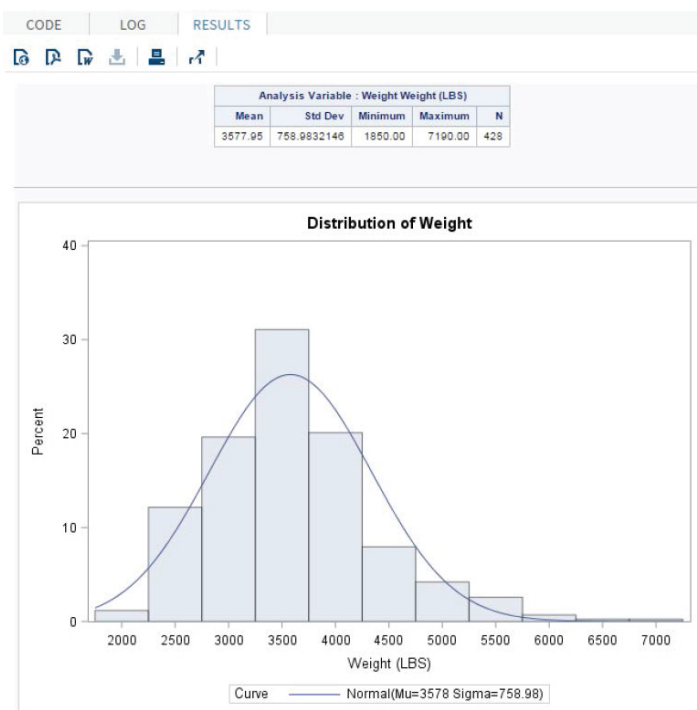 CODE LOG RESULTS
Analysis Variable : Weight Weight (LBS)
Mean Std Dev Minimum Maximum N
3577.95 758.9832146 1850.00 7190.00 428
Distribution of Weight
40
30
20
10
0
Percent
2000 2500 3000 3500 4000 4500 5000 5500 6000 6500 7000
Weight (LBS)
Curve Normal(Mu=3578 Sigma=758.98)